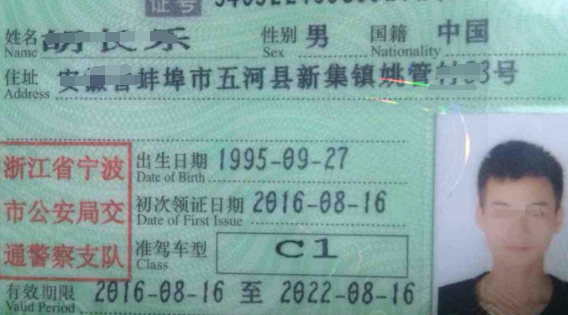 证号
姓名 性别 男 国籍 中国
Name Sex Nationality
住址 蚌埠市五河县新集镇姚管 号
Address
浙江省宁波
市公安局交
通警察支队
出生日期 1995-09-27
Date of Birth
初次领证日期 2016-08-16
Date of First Issue
准驾车型 C1
Class
有效期限 2016-08-16 至 2022-08-16
Valid Period